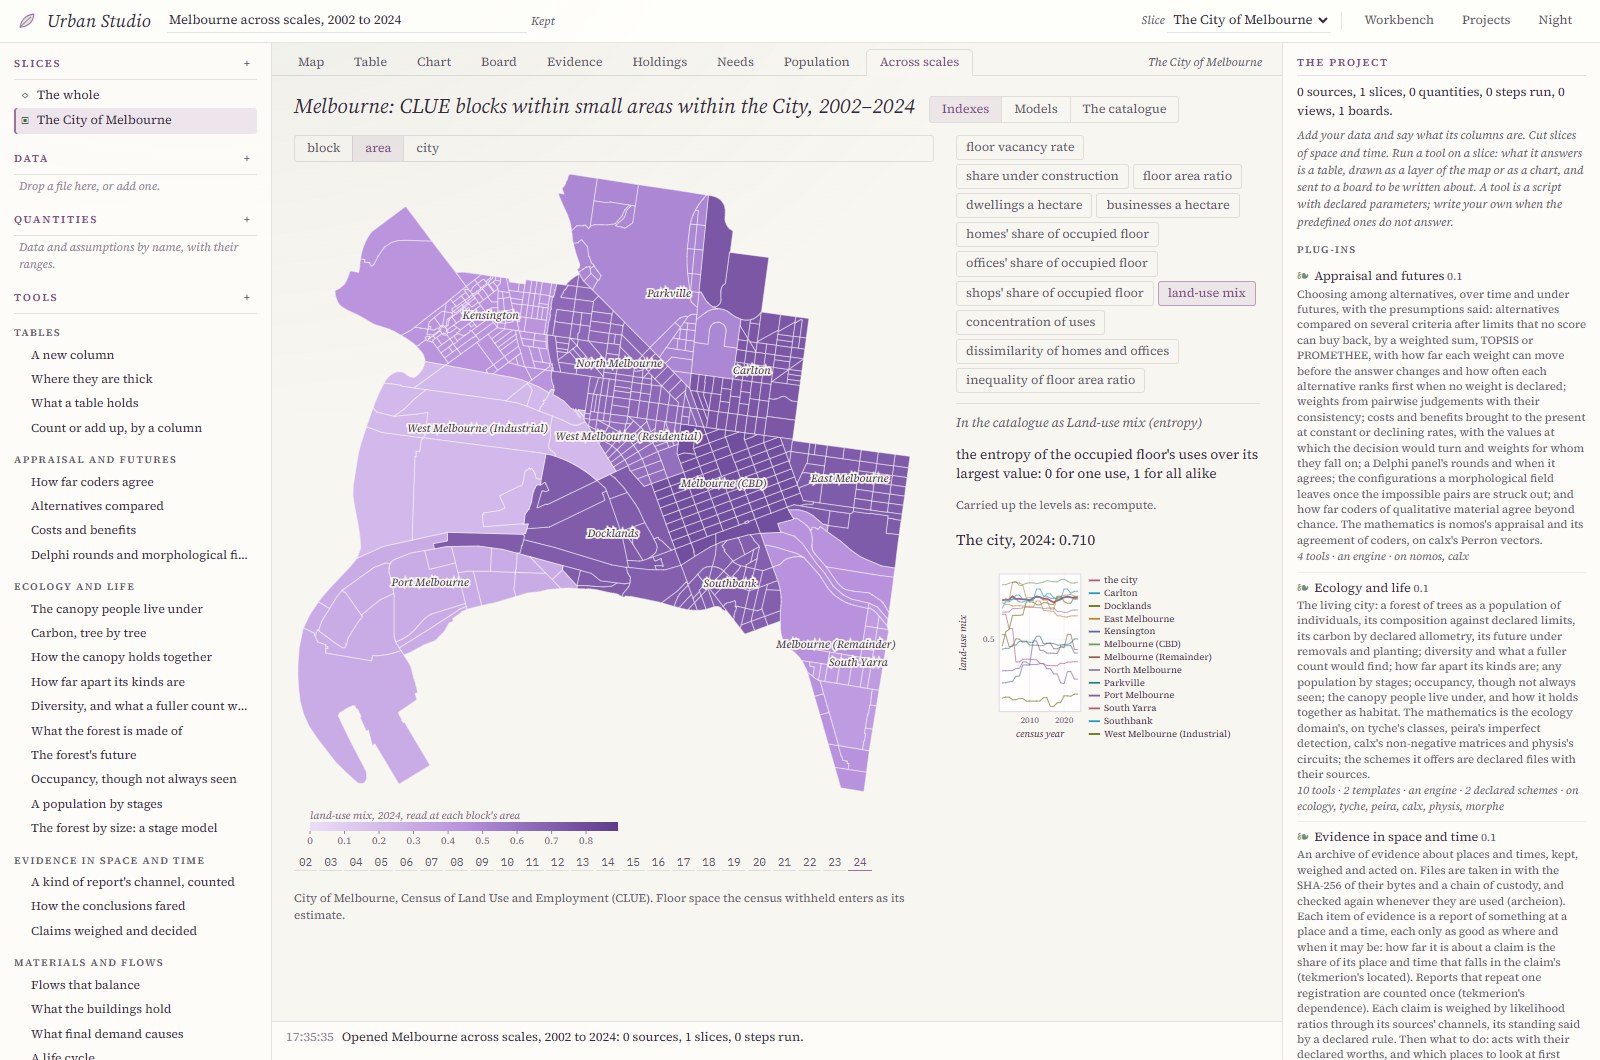 Urban Studio
Melbourne across scales, 2002 to 2024
Kept
Slice The City of Melbourne
Workbench
Projects
Night
SLICES +
The whole
The City of Melbourne
DATA +
Drop a file here, or add one.
QUANTITIES +
Data and assumptions by name, with their
ranges.
TOOLS +
TABLES
A new column
Where they are thick
What a table holds
Count or add up, by a column
APPRAISAL AND FUTURES
How far coders agree
Alternatives compared
Costs and benefits
Delphi rounds and morphological fi...
ECOLOGY AND LIFE
The canopy people live under
Carbon, tree by tree
How the canopy holds together
How far apart its kinds are
Diversity, and what a fuller count w...
What the forest is made of
The forest's future
Occupancy, though not always seen
A population by stages
The forest by size: a stage model
EVIDENCE IN SPACE AND TIME
A kind of report's channel, counted
How the conclusions fared
Claims weighed and decided
MATERIALS AND FLOWS
Flows that balance
What the buildings hold
What final demand causes
A life cycle
Map
Table
Chart
Board
Evidence
Holdings
Needs
Population
Across scales
The City of Melbourne
Melbourne: CLUE blocks within small areas within the City, 2002–2024
Indexes
Models
The catalogue
block
area
city
Parkville
Kensington
North Melbourne
Carlton
West Melbourne (Industrial)
West Melbourne (Residential)
Melbourne (CBD)
East Melbourne
Docklands
Port Melbourne
Southbank
Melbourne (Remainder)
South Yarra
land-use mix, 2024, read at each block's area
0 0.1 0.2 0.3 0.4 0.5 0.6 0.7 0.8
02 03 04 05 06 07 08 09 10 11 12 13 14 15 16 17 18 19 20 21 22 23 24
City of Melbourne, Census of Land Use and Employment (CLUE). Floor space the census withheld enters as its
estimate.
floor vacancy rate
share under construction
floor area ratio
dwellings a hectare
businesses a hectare
homes' share of occupied floor
offices' share of occupied floor
shops' share of occupied floor
land-use mix
concentration of uses
dissimilarity of homes and offices
inequality of floor area ratio
In the catalogue as Land-use mix (entropy)
the entropy of the occupied floor's uses over its
largest value: 0 for one use, 1 for all alike
Carried up the levels as: recompute.
The city, 2024: 0.710
land-use mix
0.5
2010 2020
census year
the city
Carlton
Docklands
East Melbourne
Kensington
Melbourne (CBD)
Melbourne (Remainder)
North Melbourne
Parkville
Port Melbourne
South Yarra
Southbank
West Melbourne (Industrial)
17:35:35 Opened Melbourne across scales, 2002 to 2024: 0 sources, 1 slices, 0 steps run.
THE PROJECT
0 sources, 1 slices, 0 quantities, 0 steps run, 0
views, 1 boards.
Add your data and say what its columns are. Cut slices
of space and time. Run a tool on a slice: what it answers
is a table, drawn as a layer of the map or as a chart, and
sent to a board to be written about. A tool is a script
with declared parameters; write your own when the
predefined ones do not answer.
PLUG-INS
Appraisal and futures 0.1
Choosing among alternatives, over time and under
futures, with the presumptions said: alternatives
compared on several criteria after limits that no score
can buy back, by a weighted sum, TOPSIS or
PROMETHEE, with how far each weight can move
before the answer changes and how often each
alternative ranks first when no weight is declared;
weights from pairwise judgements with their
consistency; costs and benefits brought to the present
at constant or declining rates, with the values at
which the decision would turn and weights for whom
they fall on; a Delphi panel's rounds and when it
agrees; the configurations a morphological field
leaves once the impossible pairs are struck out; and
how far coders of qualitative material agree beyond
chance. The mathematics is nomos's appraisal and its
agreement of coders, on calx's Perron vectors.
4 tools · an engine · on nomos, calx
Ecology and life 0.1
The living city: a forest of trees as a population of
individuals, its composition against declared limits,
its carbon by declared allometry, its future under
removals and planting; diversity and what a fuller
count would find; how far apart its kinds are; any
population by stages; occupancy, though not always
seen; the canopy people live under, and how it holds
together as habitat. The mathematics is the ecology
domain's, on tyche's classes, peira's imperfect
detection, calx's non-negative matrices and physis's
circuits; the schemes it offers are declared files with
their sources.
10 tools · 2 templates · an engine · 2 declared schemes · on
ecology, tyche, peira, calx, physis, morphe
Evidence in space and time 0.1
An archive of evidence about places and times, kept,
weighed and acted on. Files are taken in with the
SHA-256 of their bytes and a chain of custody, and
checked again whenever they are used (archeion).
Each item of evidence is a report of something at a
place and a time, each only as good as where and
when it may be: how far it is about a claim is the
share of its place and time that falls in the claim's
(tekmerion's located). Reports that repeat one
registration are counted once (tekmerion's
dependence). Each claim is weighed by likelihood
ratios through its sources' channels, its standing said
by a declared rule. Then what to do: acts with their
declared worths, and which places to look at first